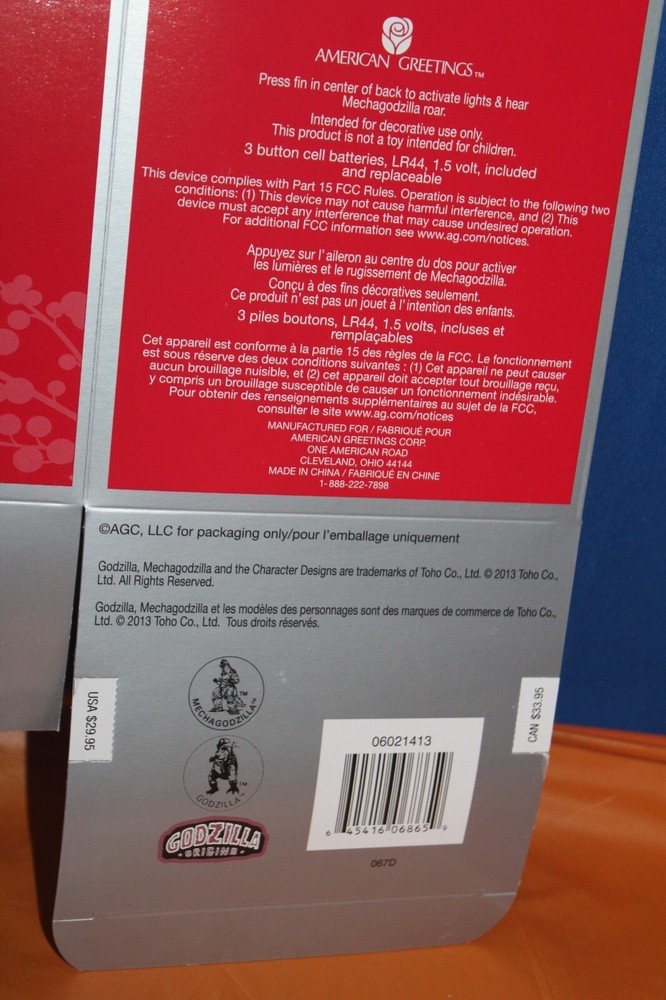 AMERICAN GREETINGS™
Press fin in center of back to activate lights & hear
Mechagodzilla roar.
Intended for decorative use only.
This product is not a toy intended for children.
3 button cell batteries, LR44, 1.5 volt, included
and replaceable
This device complies with Part 15 FCC Rules. Operation is subject to the following two
conditions: (1) This device may not cause harmful interference, and (2) This
device must accept any interference that may cause undesired operation.
For additional FCC information see www.ag.com/notices.
Appuyez sur l'aileron au centre du dos pour activer
les lumières et le rugissement de Mechagodzilla.
Conçu à des fins décoratives seulement.
Ce produit n'est pas un jouet à l'intention des enfants.
3 piles boutons, LR44, 1.5 volts, incluses et
remplaçables
Cet appareil est conforme à la partie 15 des règles de la FCC. Le fonctionnement
est sous réserve des deux conditions suivantes : (1) Cet appareil ne peut causer
aucun brouillage nuisible, et (2) cet appareil doit accepter tout brouillage reçu,
y compris un brouillage susceptible de causer un fonctionnement indésirable.
Pour obtenir des renseignements supplémentaires au sujet de la FCC,
consulter le site www.ag.com/notices
MANUFACTURED FOR / FABRIQUÉ POUR
AMERICAN GREETINGS CORP.
ONE AMERICAN ROAD
CLEVELAND, OHIO 44144
MADE IN CHINA / FABRIQUÉ EN CHINE
1-888-222-7898
©AGC, LLC for packaging only/pour l'emballage uniquement
Godzilla, Mechagodzilla and the Character Designs are trademarks of Toho Co., Ltd. © 2013 Toho Co.,
Ltd. All Rights Reserved.
Godzilla, Mechagodzilla et les modèles des personnages sont des marques de commerce de Toho Co.,
Ltd. © 2013 Toho Co., Ltd. Tous droits réservés.
MECHAGODZILLA™
TM
USA $29.95
CAN $33.95
GODZILLA™
TM
GODZILLA
ORIGINS
06021413
6 45416 06865 9
067D